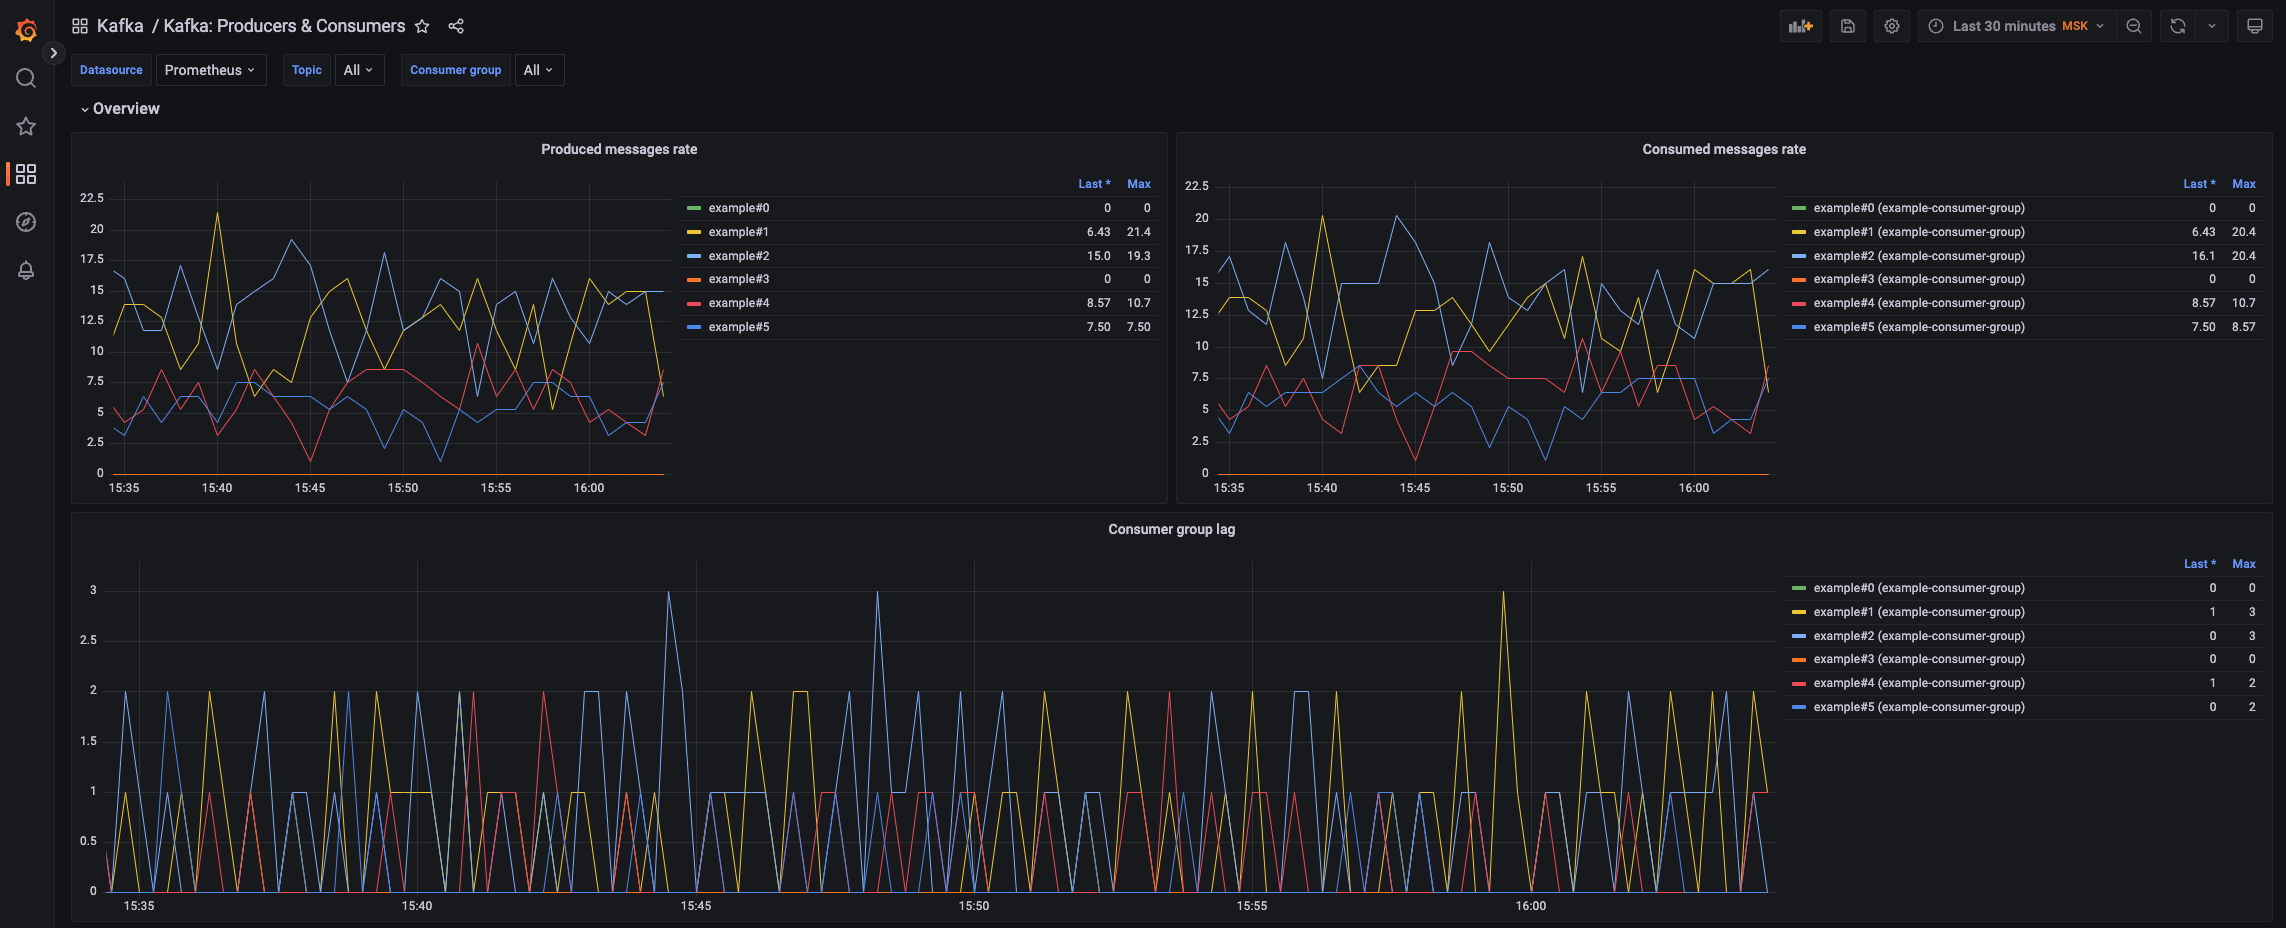 Kafka / Kafka: Producers & Consumers
Last 30 minutes MSK
Datasource Prometheus Topic All Consumer group All
Overview
Produced messages rate
22.5
20
17.5
15
12.5
10
7.5
5
2.5
0
15:35 15:40 15:45 15:50 15:55 16:00
Last * Max
example#0 0 0
example#1 6.43 21.4
example#2 15.0 19.3
example#3 0 0
example#4 8.57 10.7
example#5 7.50 7.50
Consumed messages rate
22.5
20
17.5
15
12.5
10
7.5
5
2.5
0
15:35 15:40 15:45 15:50 15:55 16:00
Last * Max
example#0 (example-consumer-group) 0 0
example#1 (example-consumer-group) 6.43 20.4
example#2 (example-consumer-group) 16.1 20.4
example#3 (example-consumer-group) 0 0
example#4 (example-consumer-group) 8.57 10.7
example#5 (example-consumer-group) 7.50 8.57
Consumer group lag
3
2.5
2
1.5
1
0.5
0
15:35 15:40 15:45 15:50 15:55 16:00
Last * Max
example#0 (example-consumer-group) 0 0
example#1 (example-consumer-group) 1 3
example#2 (example-consumer-group) 0 3
example#3 (example-consumer-group) 0 0
example#4 (example-consumer-group) 1 2
example#5 (example-consumer-group) 0 2